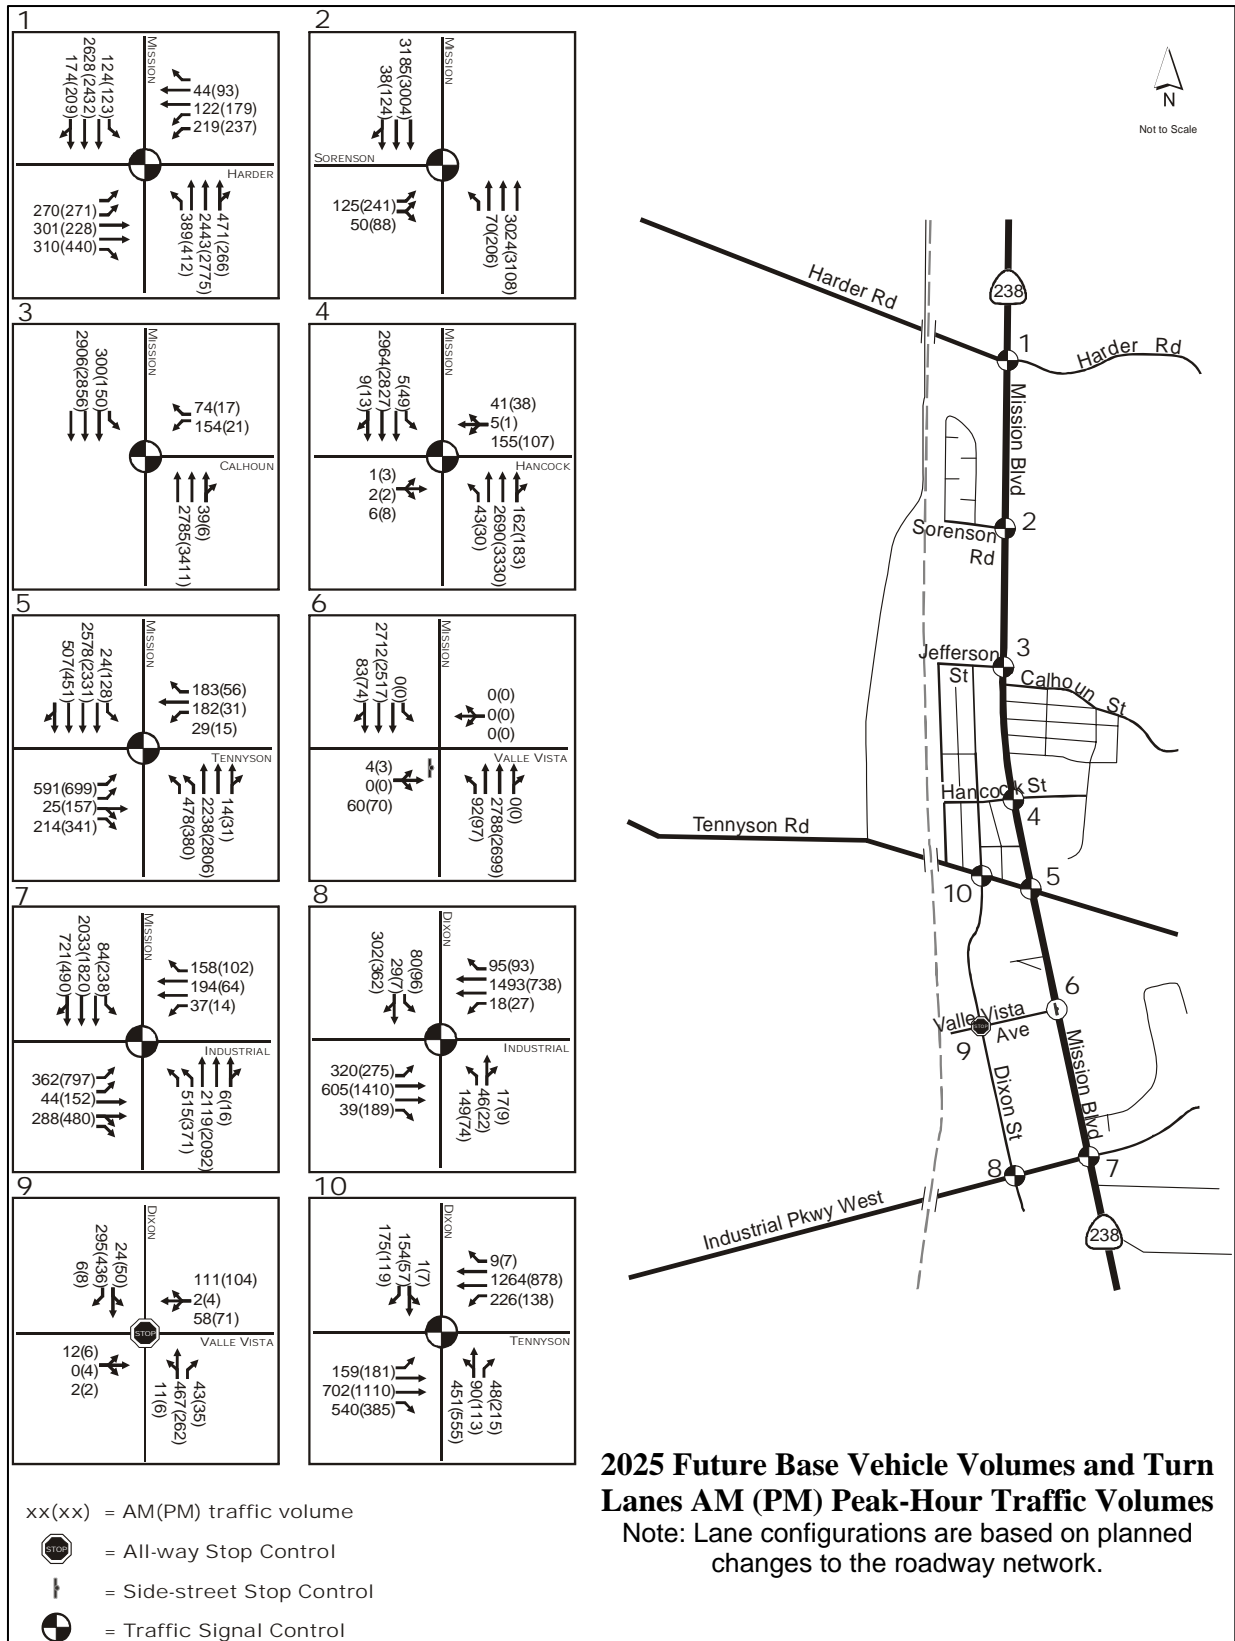 1
MISSION
174(209)
2628(2432)
124(123)
44(93)
122(179)
219(237)
HARDER
270(271)
301(228)
310(440)
389(412)
2443(2775)
471(266)
2
MISSION
38(124)
3185(3004)
SORENSON
125(241)
50(88)
70(206)
3024(3108)
3
MISSION
2906(2856)
300(150)
74(17)
154(21)
CALHOUN
2785(3411)
39(6)
4
MISSION
9(13)
2964(2827)
5(49)
41(38)
5(1)
155(107)
HANCOCK
1(3)
2(2)
6(8)
43(30)
2690(3330)
162(183)
5
MISSION
507(451)
2578(2331)
24(128)
183(56)
182(31)
29(15)
TENNYSON
591(699)
25(157)
214(341)
478(380)
2238(2806)
14(31)
6
MISSION
83(74)
2712(2517)
0(0)
0(0)
0(0)
0(0)
VALLE VISTA
4(3)
0(0)
60(70)
92(97)
2788(2699)
0(0)
7
MISSION
721(490)
2033(1820)
84(238)
158(102)
194(64)
37(14)
INDUSTRIAL
362(797)
44(152)
288(480)
515(371)
2119(2092)
6(16)
8
DIXON
302(362)
29(7)
80(96)
95(93)
1493(738)
18(27)
INDUSTRIAL
320(275)
605(1410)
39(189)
149(74)
46(22)
17(9)
9
DIXON
6(8)
295(436)
24(50)
111(104)
2(4)
58(71)
STOP
VALLE VISTA
12(6)
0(4)
2(2)
11(6)
467(262)
43(35)
10
DIXON
175(119)
154(57)
1(7)
9(7)
1264(878)
226(138)
TENNYSON
159(181)
702(1110)
540(385)
451(555)
90(113)
48(215)
N
Not to Scale
238
Harder Rd
1
Harder Rd
Mission Blvd
Sorenson
Rd
2
Jefferson
St
3
Calhoun St
Hancock St
4
Tennyson Rd
10
5
6
Valle Vista
Ave
STOP
9
Dixon St
Mission Blvd
8
7
Industrial Pkwy West
238
xx(xx) = AM(PM) traffic volume
STOP = All-way Stop Control
= Side-street Stop Control
= Traffic Signal Control
2025 Future Base Vehicle Volumes and Turn
Lanes AM (PM) Peak-Hour Traffic Volumes
Note: Lane configurations are based on planned
changes to the roadway network.